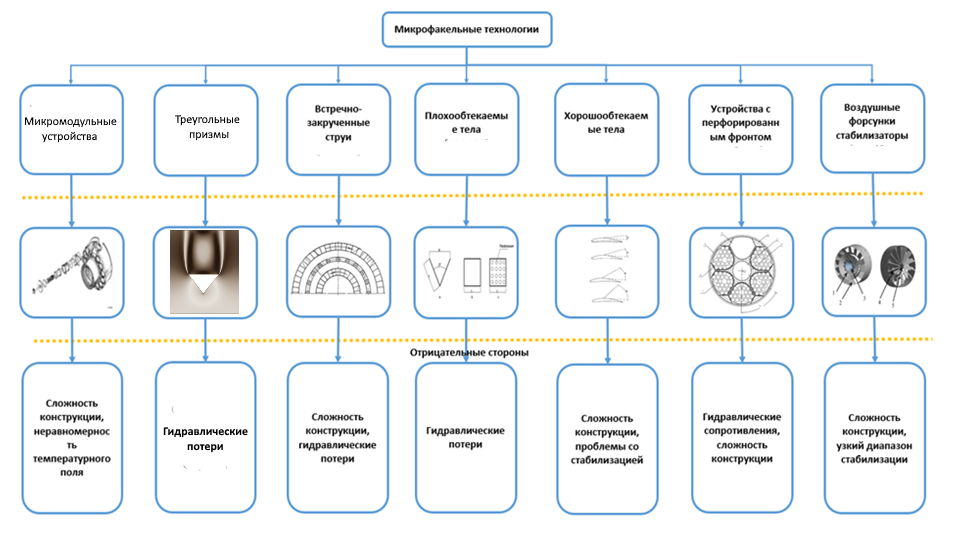 Микрофакельные технологии
Микромодульные
устройства
Треугольные
призмы
Встречно-
закрученные
струи
Плохообтекаемы
е тела
Хорошообтекаем
ые тела
Устройства с
перфорированн
ым фронтом
Воздушные
форсунки
стабилизаторы
Отрицательные стороны
Сложность
конструкции,
неравномернос
ть
температурного
поля
Гидравлические
потери
Сложность
конструкции,
гидравлические
потери
Гидравлические
потери
Сложность
конструкции,
проблемы со
стабилизацией
Гидравлические
сопротивления,
сложность
конструкции
Сложность
конструкции,
узкий диапазон
стабилизации